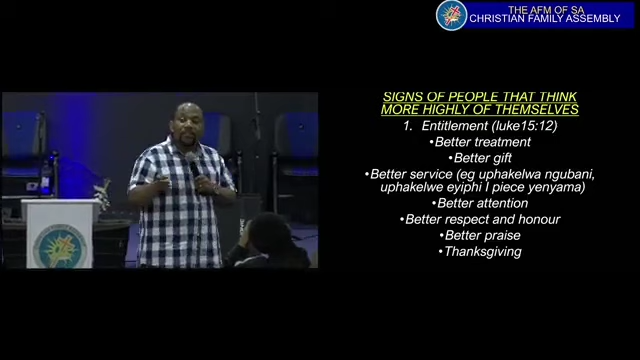 THE AFM OF SA
CHRISTIAN FAMILY ASSEMBLY
SIGNS OF PEOPLE THAT THINK
MORE HIGHLY OF THEMSELVES
1. Entitlement (luke15:12)
•Better treatment
•Better gift
•Better service (eg uphakelwa ngubani,
uphakelwe eyiphi I piece yenyama)
•Better attention
•Better respect and honour
•Better praise
•Thanksgiving